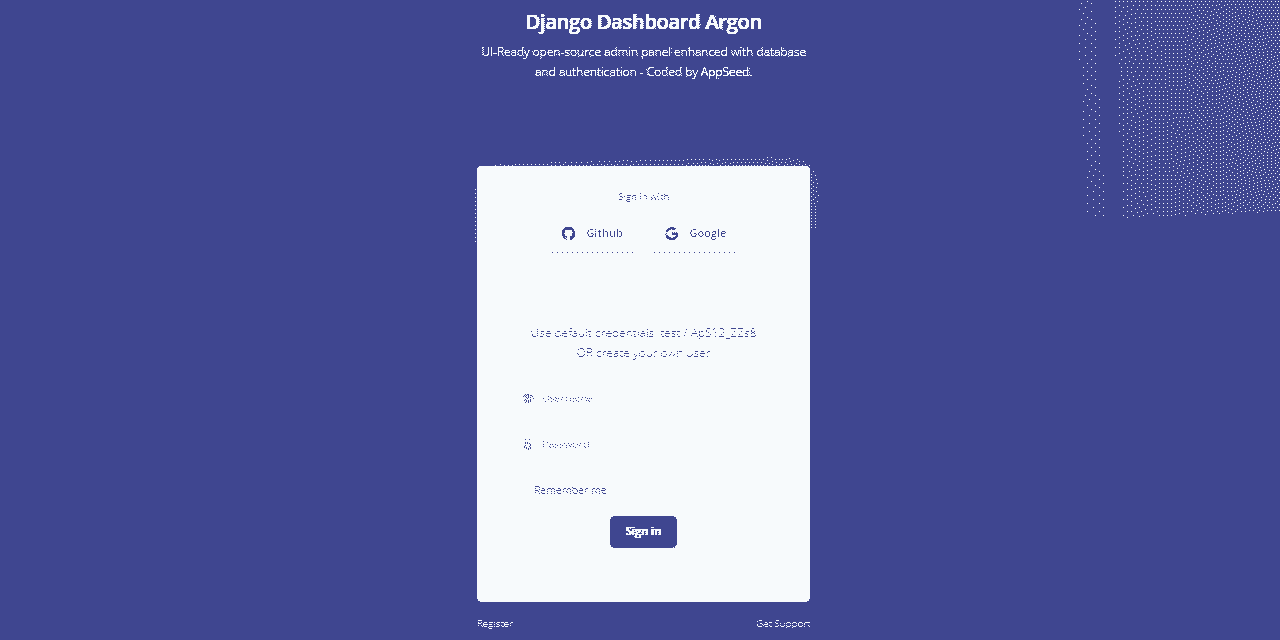 Django Dashboard Argon
UI-Ready open-source admin panel enhanced with database
and authentication - Coded by AppSeed.
Sign in with
Github
Google
Use default credentials test / ApS12_ZZs8
OR create your own user
Username
Password
Remember me
Sign in
Register
Get Support